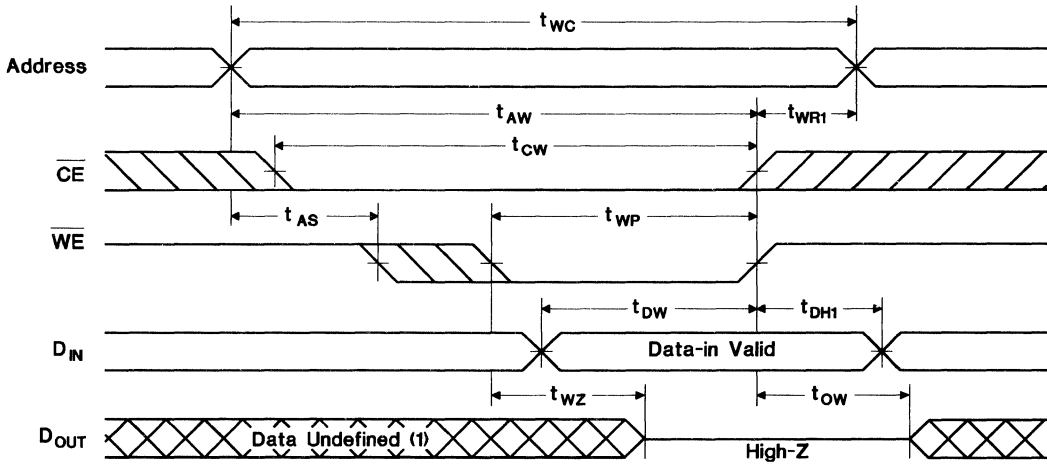 tWC
Address
tAW
tWR1
tCW
CE
tAS
tWP
WE
tDW
tDH1
DIN
Data-in Valid
tWZ
tOW
DOUT
Data Undefined (1)
High-Z